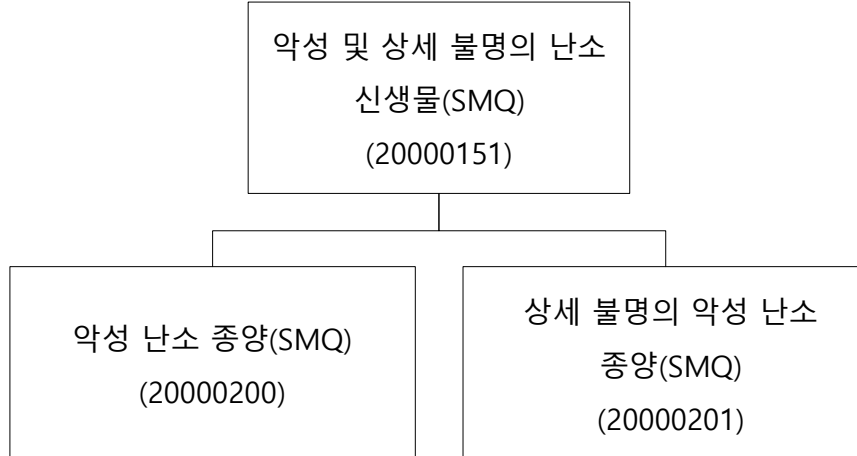 악성 및 상세 불명의 난소
신생물(SMQ)
(20000151)
악성 난소 종양(SMQ)
(20000200)
상세 불명의 악성 난소
종양(SMQ)
(20000201)